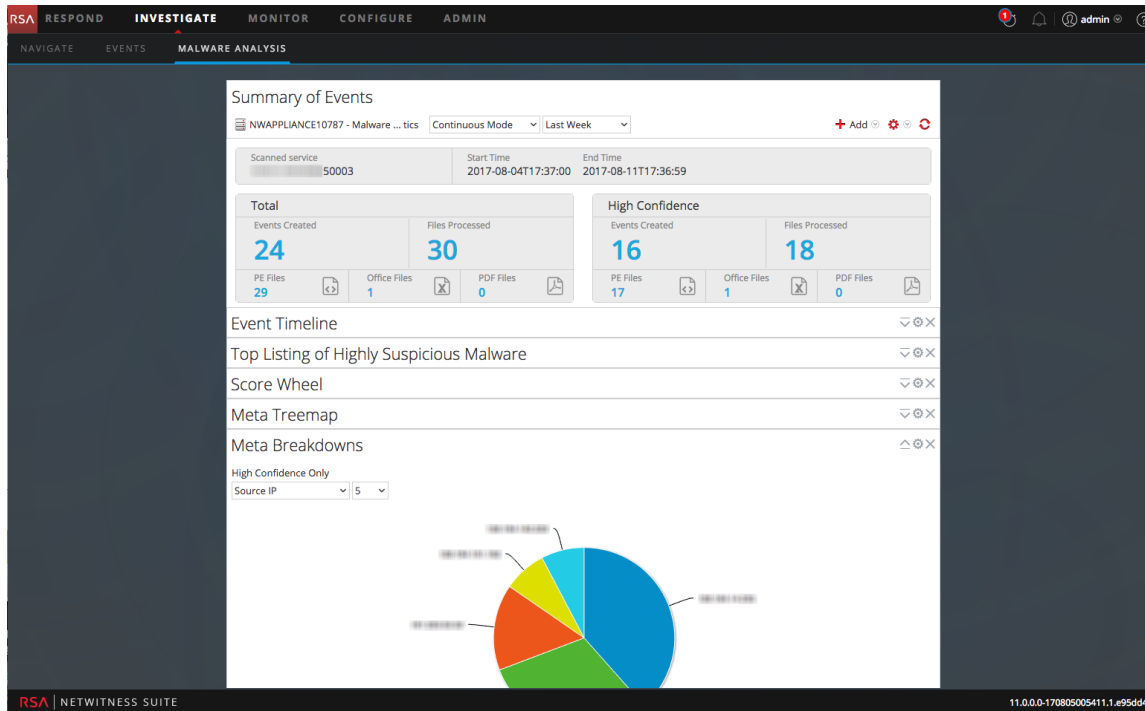 RSA RESPOND INVESTIGATE MONITOR CONFIGURE ADMIN 1 admin ?
NAVIGATE EVENTS MALWARE ANALYSIS
Summary of Events
NWAPPLIANCE10787 - Malware ... tics Continuous Mode Last Week + Add
Scanned service Start Time End Time
50003 2017-08-04T17:37:00 2017-08-11T17:36:59
Total High Confidence
Events Created Files Processed Events Created Files Processed
24 30 16 18
PE Files Office Files PDF Files PE Files Office Files PDF Files
29 1 0 17 1 0
Event Timeline
Top Listing of Highly Suspicious Malware
Score Wheel
Meta Treemap
Meta Breakdowns
High Confidence Only
Source IP 5
RSA NETWITNESS SUITE 11.0.0.0-170805005411.1.e95dd